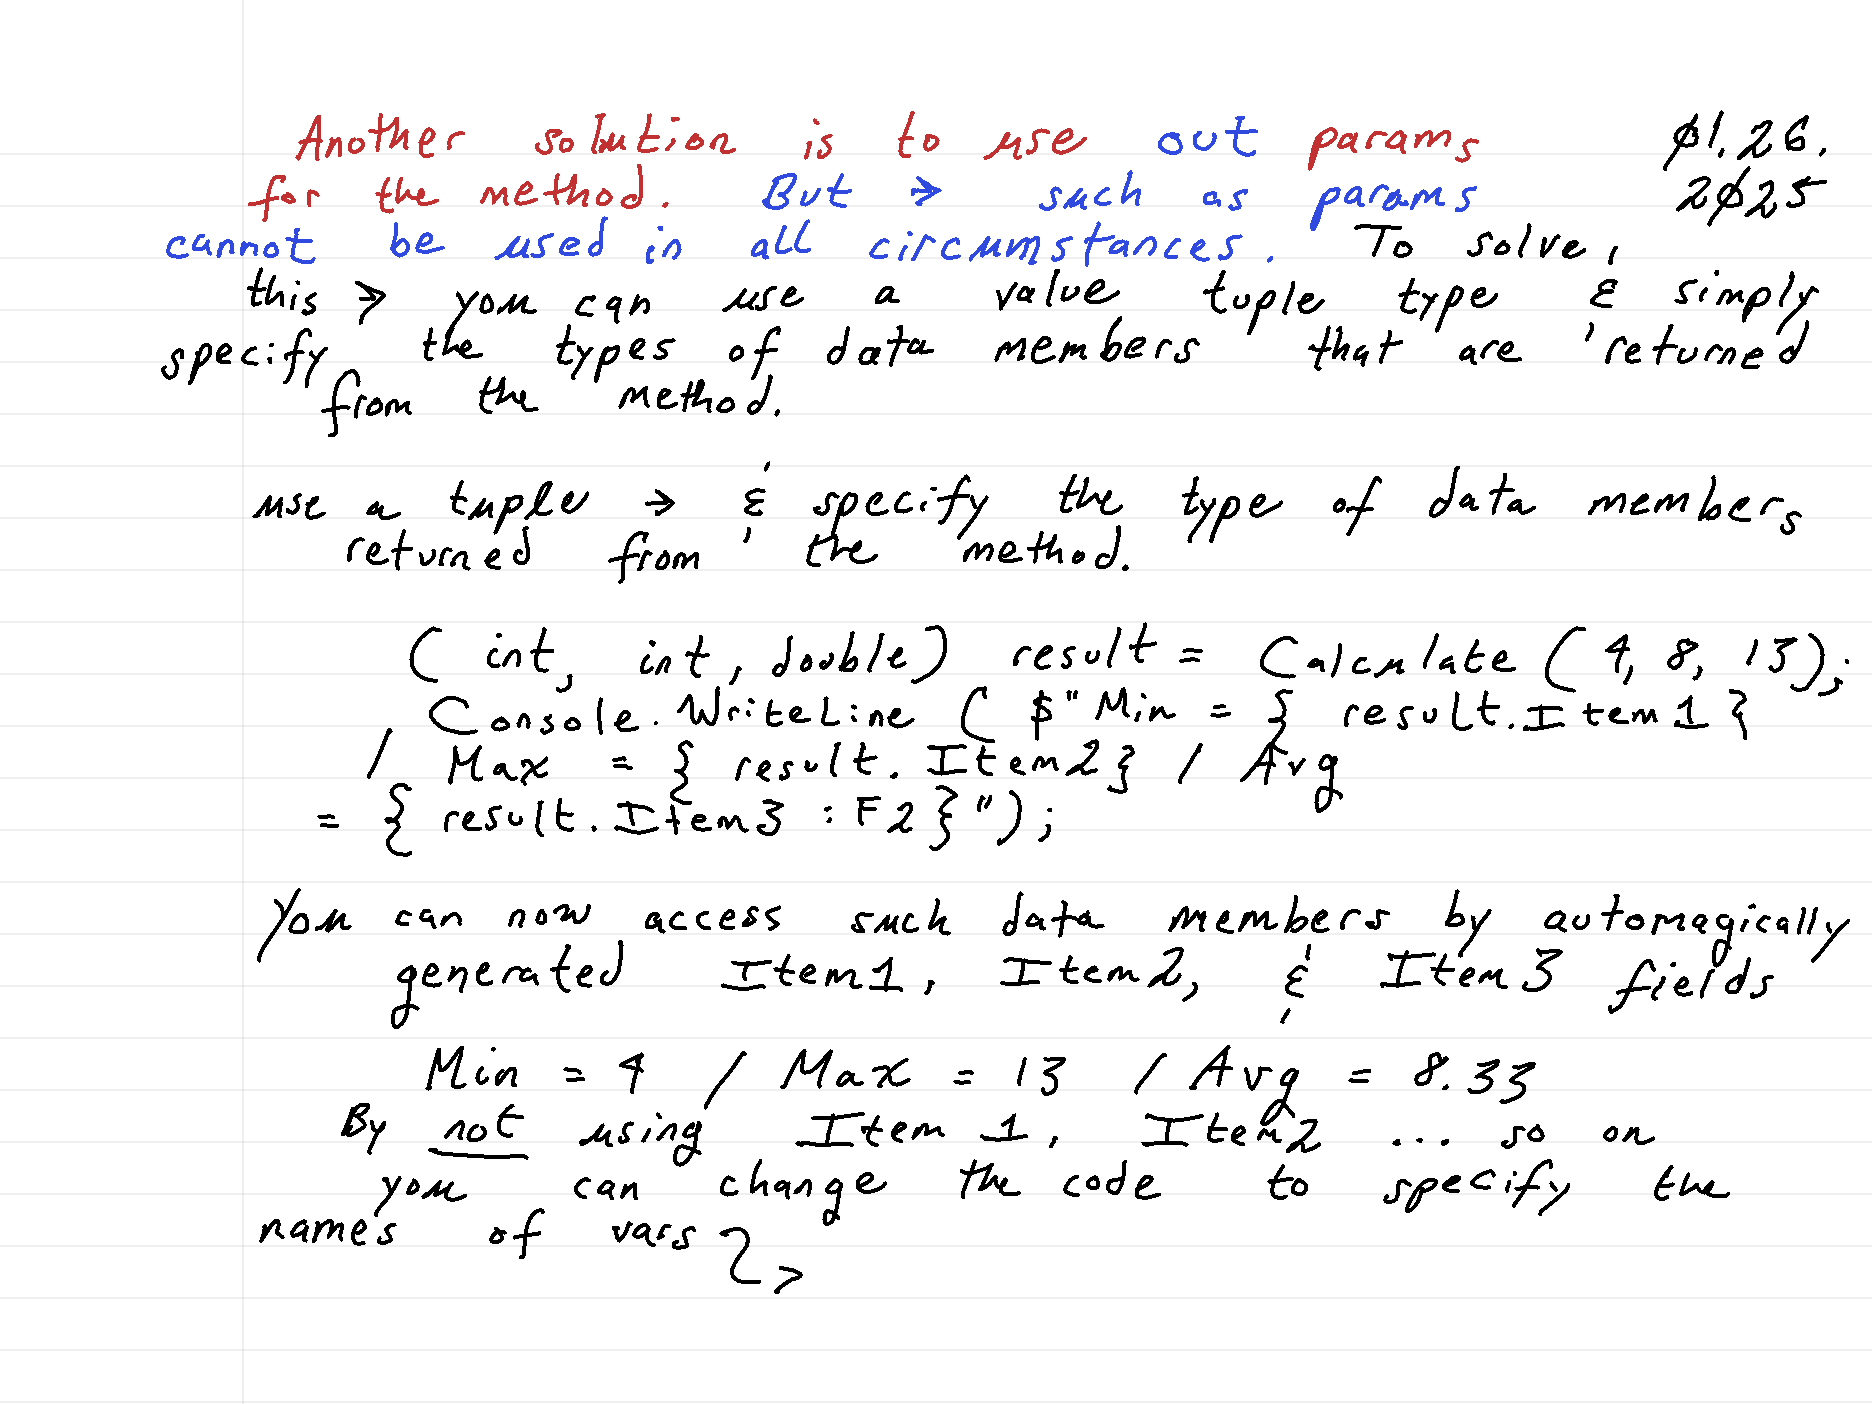 Another solution is to use out params ø1.26.
for the method. But → such as params 2ø25
cannot be used in all circumstances. To solve,
this → you can use a value tuple type & simply
specify the types of data members that are returned
from the method.
use a tuple → & specify the type of data members
returned from the method.
(int, int, double) result = Calculate (4, 8, 13);
Console.WriteLine ( $"Min = { result.Item1 }
/ Max = { result.Item2} / Avg
= { result.Item3 : F2 }");
You can now access such data members by automagically
generated Item1, Item2, & Item3 fields
Min = 4 / Max = 13 / Avg = 8.33
By not using Item 1, Item2 ... so on
you can change the code to specify the
names of vars